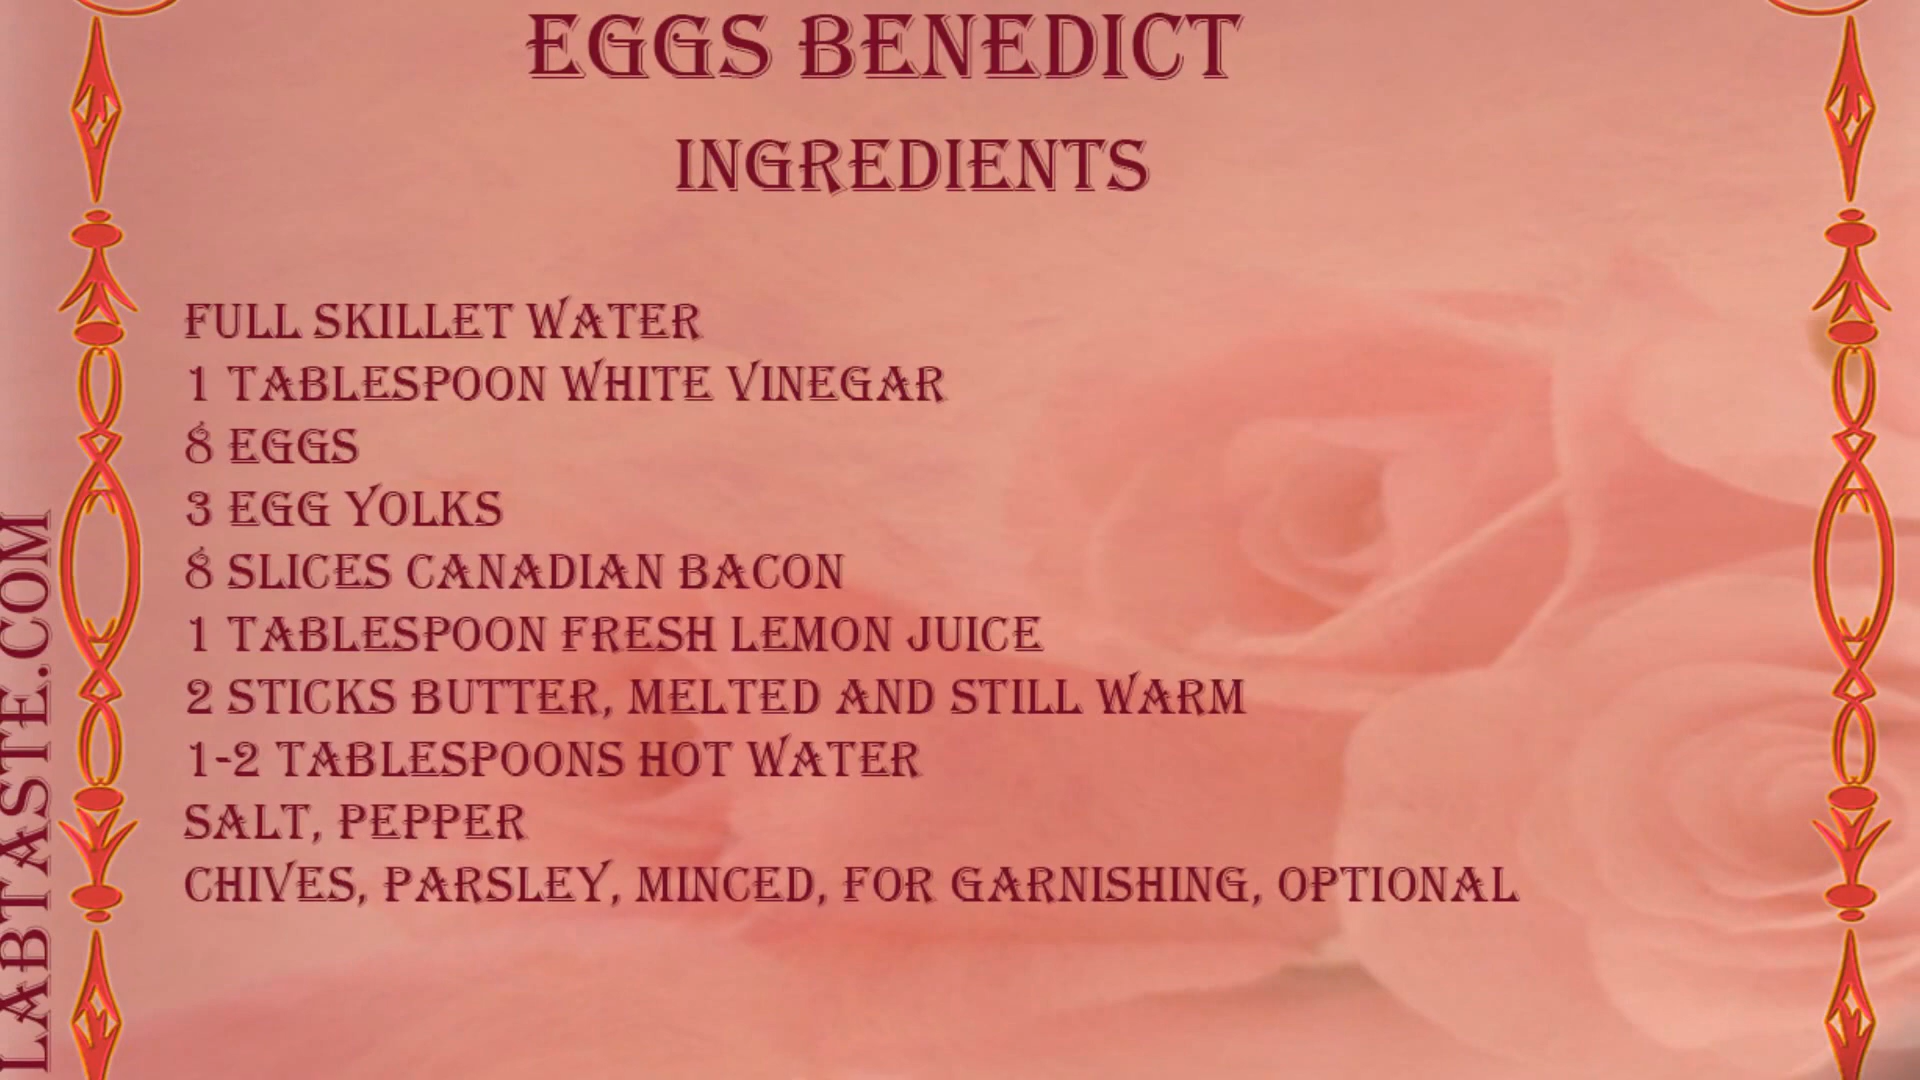 EGGS BENEDICT
INGREDIENTS
FULL SKILLET WATER
1 TABLESPOON WHITE VINEGAR
8 EGGS
3 EGG YOLKS
8 SLICES CANADIAN BACON
1 TABLESPOON FRESH LEMON JUICE
2 STICKS BUTTER, MELTED AND STILL WARM
1-2 TABLESPOONS HOT WATER
SALT, PEPPER
CHIVES, PARSLEY, MINCED, FOR GARNISHING, OPTIONAL
LABTASTE.COM